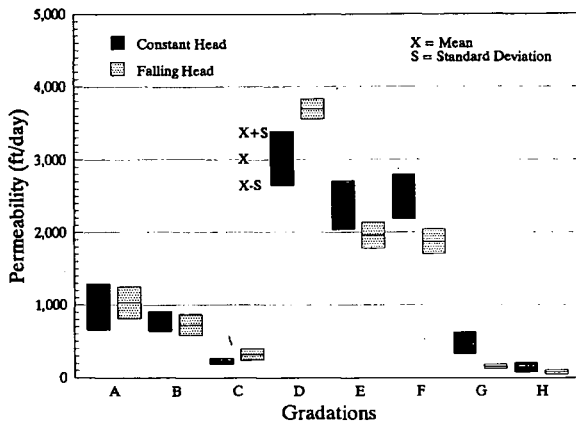 5,000
4,000
3,000
2,000
1,000
0
Permeability (ft/day)
Constant Head
Falling Head
X = Mean
S = Standard Deviation
X+S
X
X-S
A B C D E F G H
Gradations